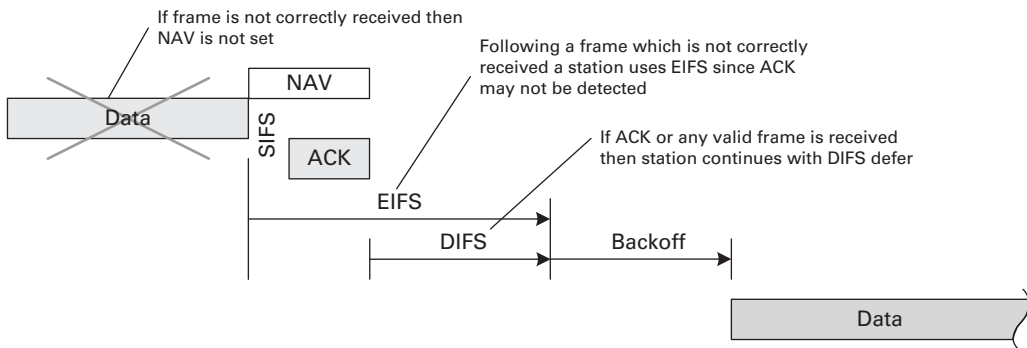 If frame is not correctly received then
NAV is not set
Following a frame which is not correctly
received a station uses EIFS since ACK
may not be detected
NAV
Data
SIFS
ACK
If ACK or any valid frame is received
then station continues with DIFS defer
EIFS
DIFS
Backoff
Data